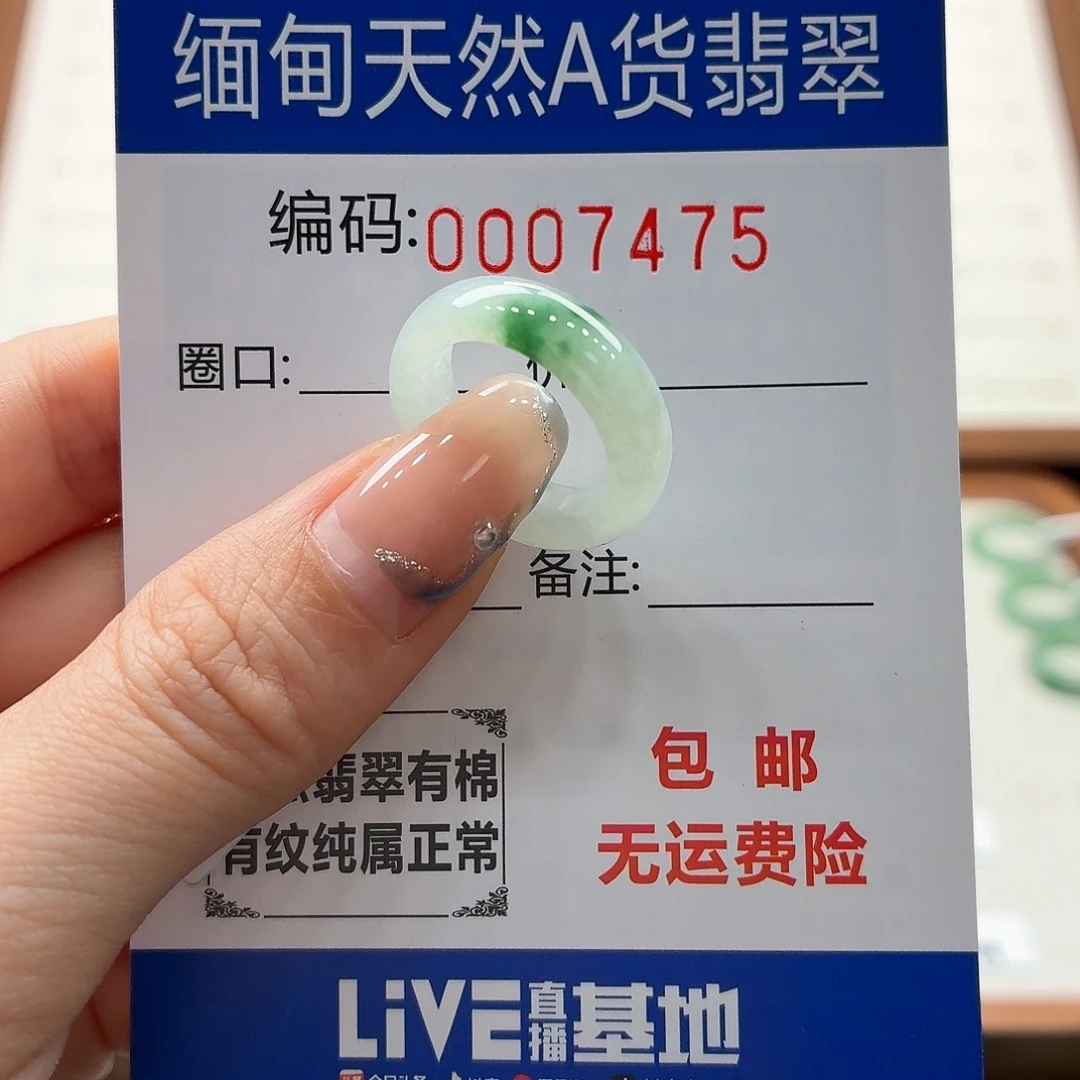 缅甸天然A货翡翠
编码:0007475
圈口:
备注:
翡翠有棉
有纹纯属正常
包 邮
无运费险
LiVE直播基地